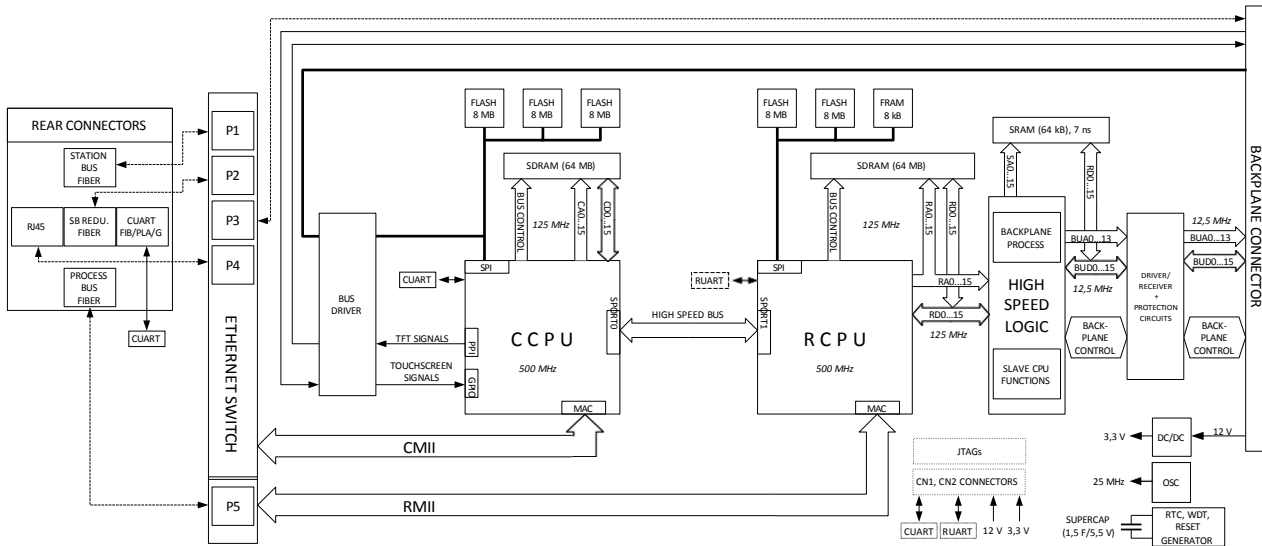 REAR CONNECTORS
STATION
BUS
FIBER
RJ45
SB REDU.
FIBER
CUART
FIB/PLA/G
PROCESS
BUS
FIBER
CUART
P1
P2
P3
P4
ETHERNET SWITCH
P5
BUS
DRIVER
FLASH
8 MB
FLASH
8 MB
FLASH
8 MB
SDRAM (64 MB)
BUS CONTROL
125 MHz
CA0...15
CD0...15
CUART
SPI
SPORT0
CCPU
500 MHz
PPI
GPIO
MAC
TFT SIGNALS
TOUCHSCREEN
SIGNALS
HIGH SPEED BUS
CMII
RMII
FLASH
8 MB
FLASH
8 MB
FRAM
8 kB
SDRAM (64 MB)
BUS CONTROL
125 MHz
RA0...15
RD0...15
RUART
SPI
SPORT1
RCPU
500 MHz
MAC
RA0...15
RD0...15
125 MHz
SRAM (64 kB), 7 ns
SA0...15
RD0...15
BACKPLANE
PROCESS
HIGH
SPEED
LOGIC
SLAVE CPU
FUNCTIONS
BUA0...13
BUD0...15
12,5 MHz
BACK-
PLANE
CONTROL
DRIVER/
RECEIVER
+
PROTECTION
CIRCUITS
12,5 MHz
BUA0...13
BUD0...15
BACK-
PLANE
CONTROL
BACKPLANE CONNECTOR
JTAGs
CN1, CN2 CONNECTORS
CUART
RUART
12 V
3,3 V
3,3 V
DC/DC
12 V
25 MHz
OSC
SUPERCAP
(1,5 F/5,5 V)
RTC, WDT,
RESET
GENERATOR